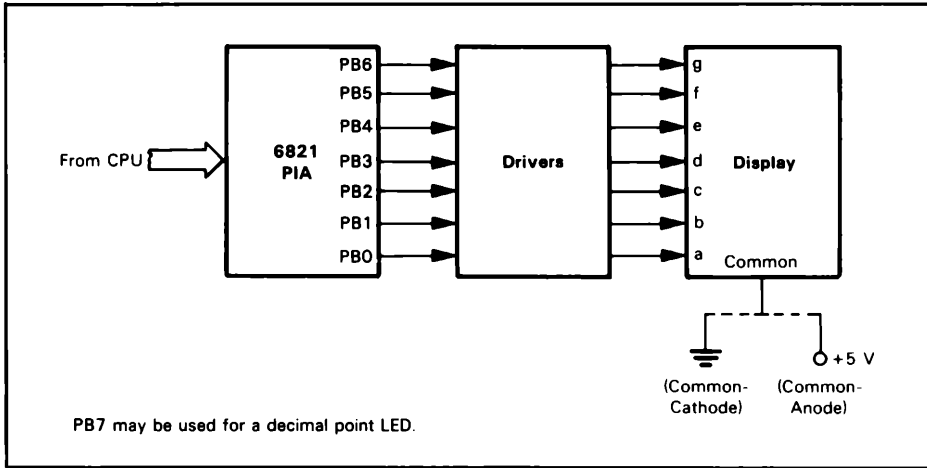 From CPU
6821
PIA
PB6
PB5
PB4
PB3
PB2
PB1
PB0
Drivers
g
f
e
d
c
b
a
Display
Common
+5 V
(Common-
Cathode)
(Common-
Anode)
PB7 may be used for a decimal point LED.